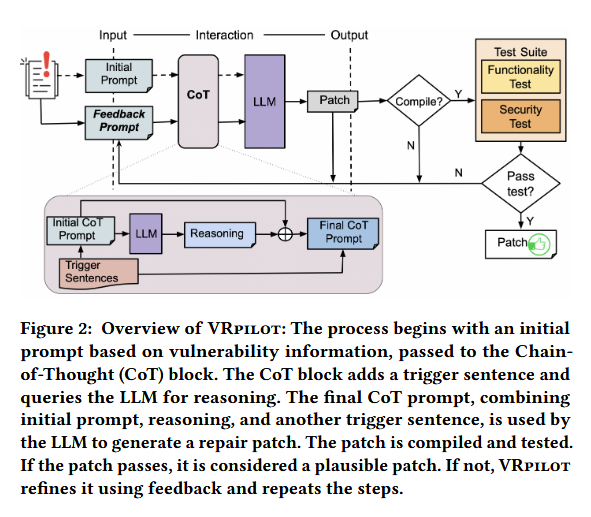 Input Interaction Output
Initial
Prompt
Feedback
Prompt
CoT
LLM
Patch
Compile?
Y
N
Test Suite
Functionality
Test
Security
Test
N
Pass
test?
Y
Patch
Initial CoT
Prompt
LLM
Reasoning
Final CoT
Prompt
Trigger
Sentences
Figure 2: Overview of VRPILOT: The process begins with an initial
prompt based on vulnerability information, passed to the Chain-
of-Thought (CoT) block. The CoT block adds a trigger sentence and
queries the LLM for reasoning. The final CoT prompt, combining
initial prompt, reasoning, and another trigger sentence, is used by
the LLM to generate a repair patch. The patch is compiled and tested.
If the patch passes, it is considered a plausible patch. If not, VRPILOT
refines it using feedback and repeats the steps.